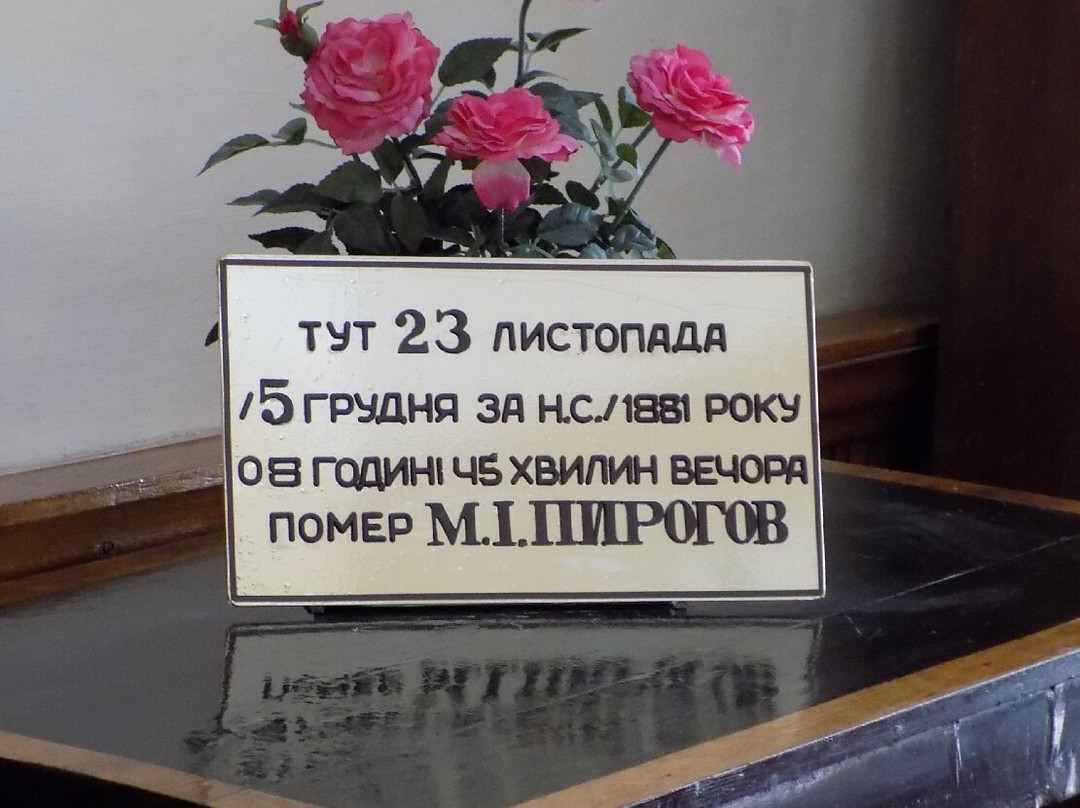 ТУТ 23 ЛИСТОПАДА
/5 ГРУДНЯ ЗА Н.С./1881 РОКУ
О 8 ГОДИНІ 45 ХВИЛИН ВЕЧОРА
ПОМЕР М.І.ПИРОГОВ